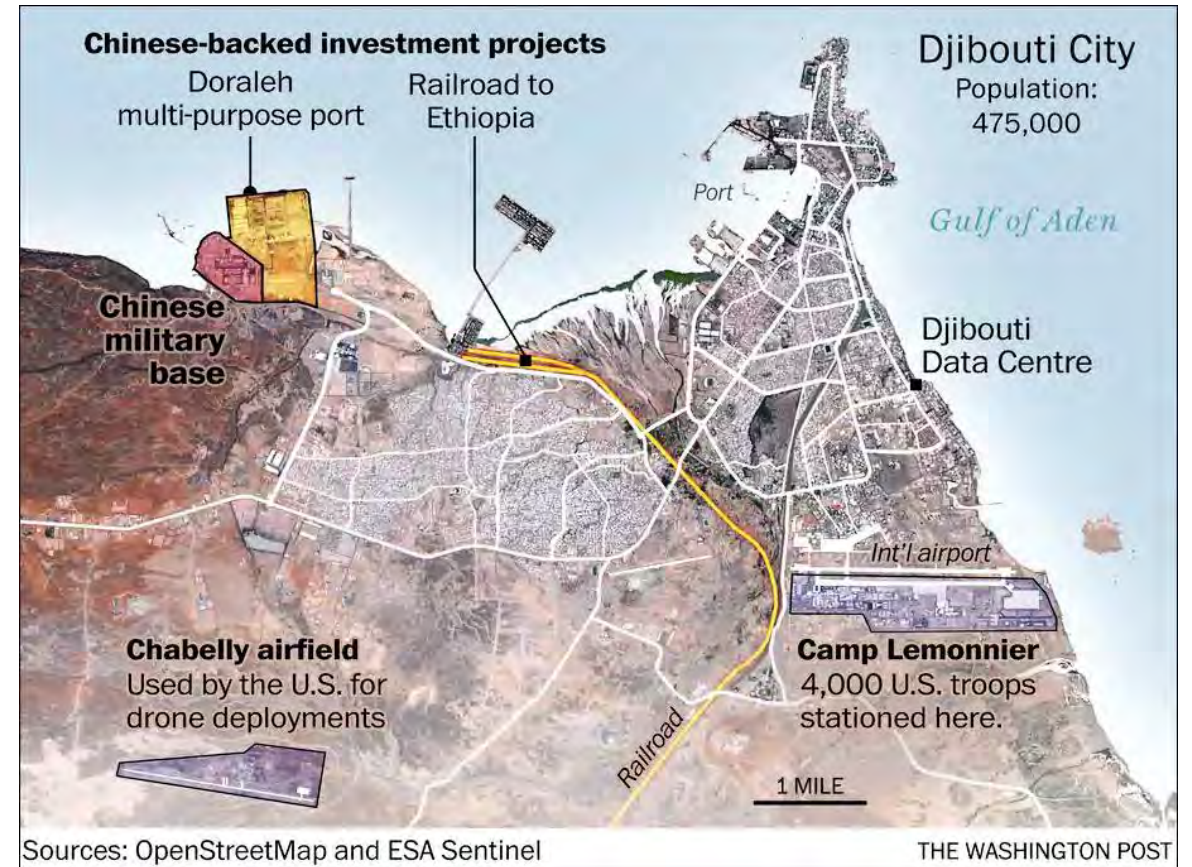 Chinese-backed investment projects
Doraleh
multi-purpose port
Railroad to
Ethiopia
Djibouti City
Population:
475,000
Port
Gulf of Aden
Chinese
military
base
Djibouti
Data Centre
Int'l airport
Chabelly airfield
Used by the U.S. for
drone deployments
Camp Lemonnier
4,000 U.S. troops
stationed here.
Railroad
1 MILE
Sources: OpenStreetMap and ESA Sentinel
THE WASHINGTON POST